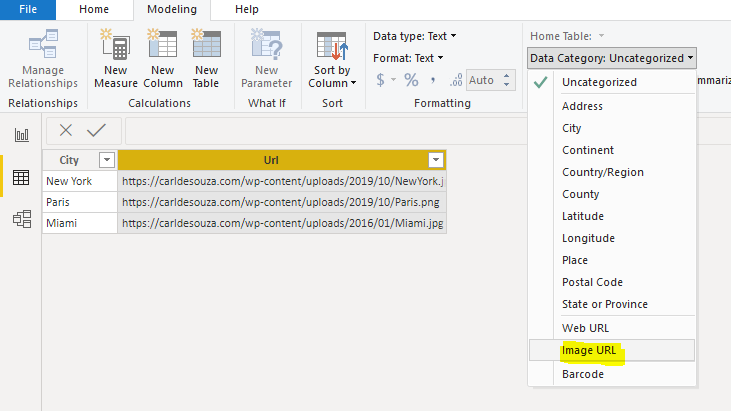 File Home Modeling Help
Manage Relationships
New Measure
New Column
New Table
New Parameter
Sort by Column
Data type: Text
Format: Text
$ % , .00 Auto
Home Table:
Data Category: Uncategorized
Relationships Calculations What If Sort Formatting
Uncategorized
Address
City
Continent
Country/Region
County
Latitude
Longitude
Place
Postal Code
State or Province
Web URL
Image URL
Barcode
City Url
New York https://carldesouza.com/wp-content/uploads/2019/10/NewYork.j
Paris https://carldesouza.com/wp-content/uploads/2019/10/Paris.png
Miami https://carldesouza.com/wp-content/uploads/2016/01/Miami.jpg